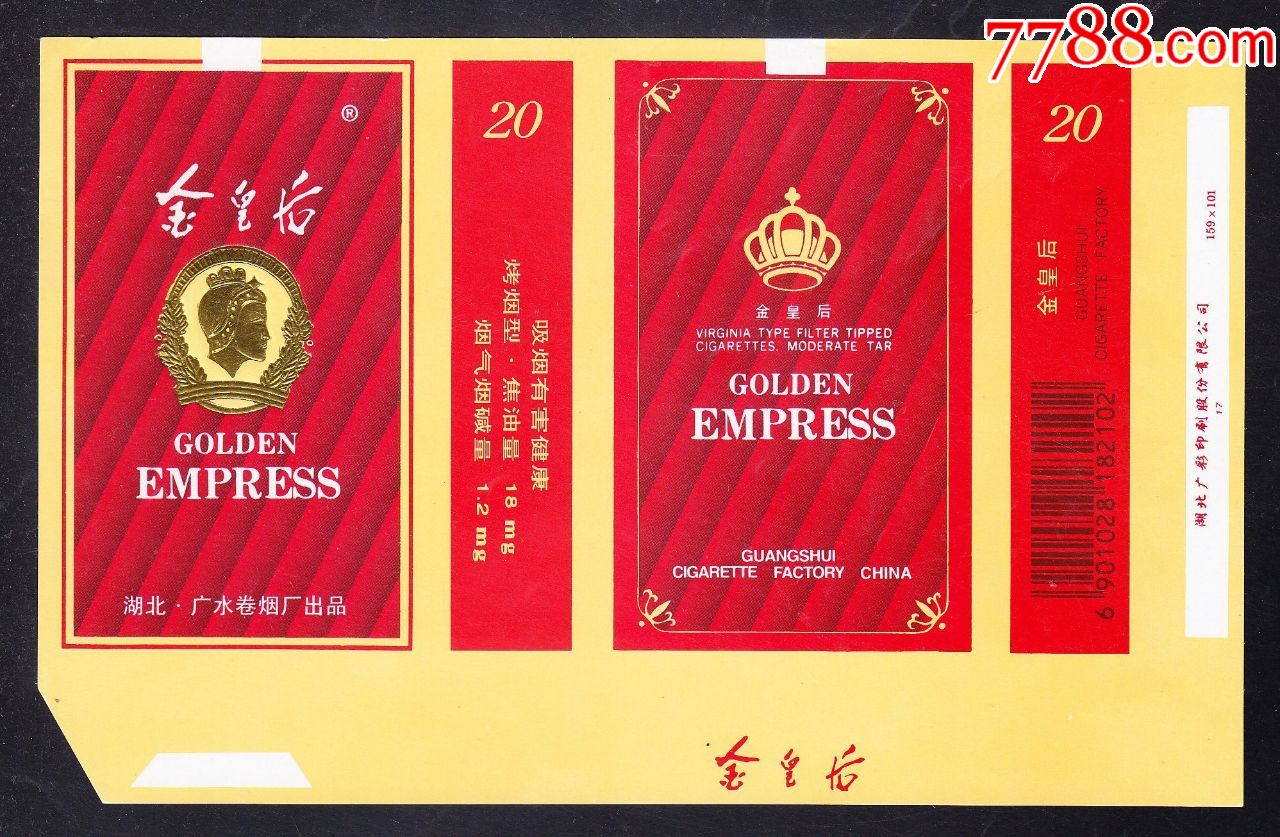 7788.com
®
金皇后
GOLDEN
EMPRESS
湖北·广水卷烟厂出品
20
吸烟有害健康
烤烟型·焦油量 18 mg
烟气烟碱量 1.2 mg
金皇后
VIRGINIA TYPE FILTER TIPPED
CIGARETTES. MODERATE TAR
GOLDEN
EMPRESS
GUANGSHUI
CIGARETTE FACTORY CHINA
20
金皇后
GUANGSHUI
CIGARETTE FACTORY
6 901028 182102
159×101
湖北广彩印刷股份有限公司
17
金皇后